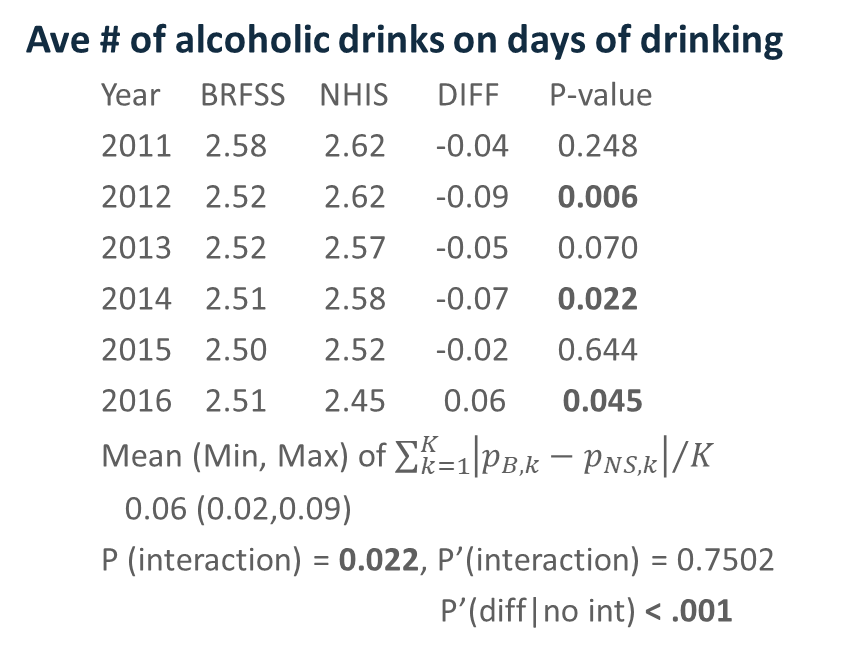 Ave # of alcoholic drinks on days of drinking
Year BRFSS NHIS DIFF P-value
2011 2.58 2.62 -0.04 0.248
2012 2.52 2.62 -0.09 0.006
2013 2.52 2.57 -0.05 0.070
2014 2.51 2.58 -0.07 0.022
2015 2.50 2.52 -0.02 0.644
2016 2.51 2.45 0.06 0.045
Mean (Min, Max) of ∑_{k=1}^{K}|p_{B,k} − p_{NS,k}|/K
0.06 (0.02,0.09)
P (interaction) = 0.022, P’(interaction) = 0.7502
P’(diff|no int) < .001